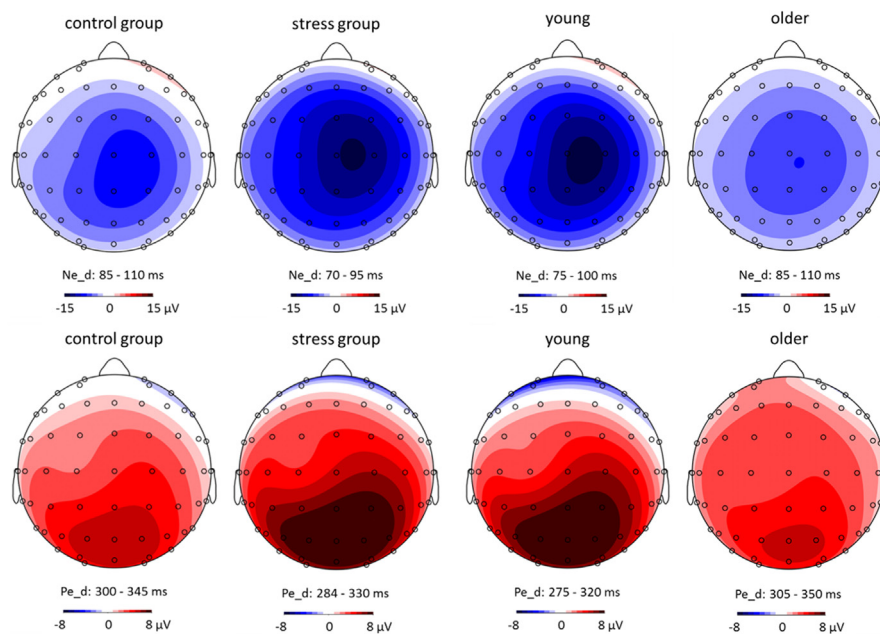 control group stress group young older
Ne_d: 85 - 110 ms Ne_d: 70 - 95 ms Ne_d: 75 - 100 ms Ne_d: 85 - 110 ms
-15 0 15 µV -15 0 15 µV -15 0 15 µV -15 0 15 µV
control group stress group young older
Pe_d: 300 - 345 ms Pe_d: 284 - 330 ms Pe_d: 275 - 320 ms Pe_d: 305 - 350 ms
-8 0 8 µV -8 0 8 µV -8 0 8 µV -8 0 8 µV